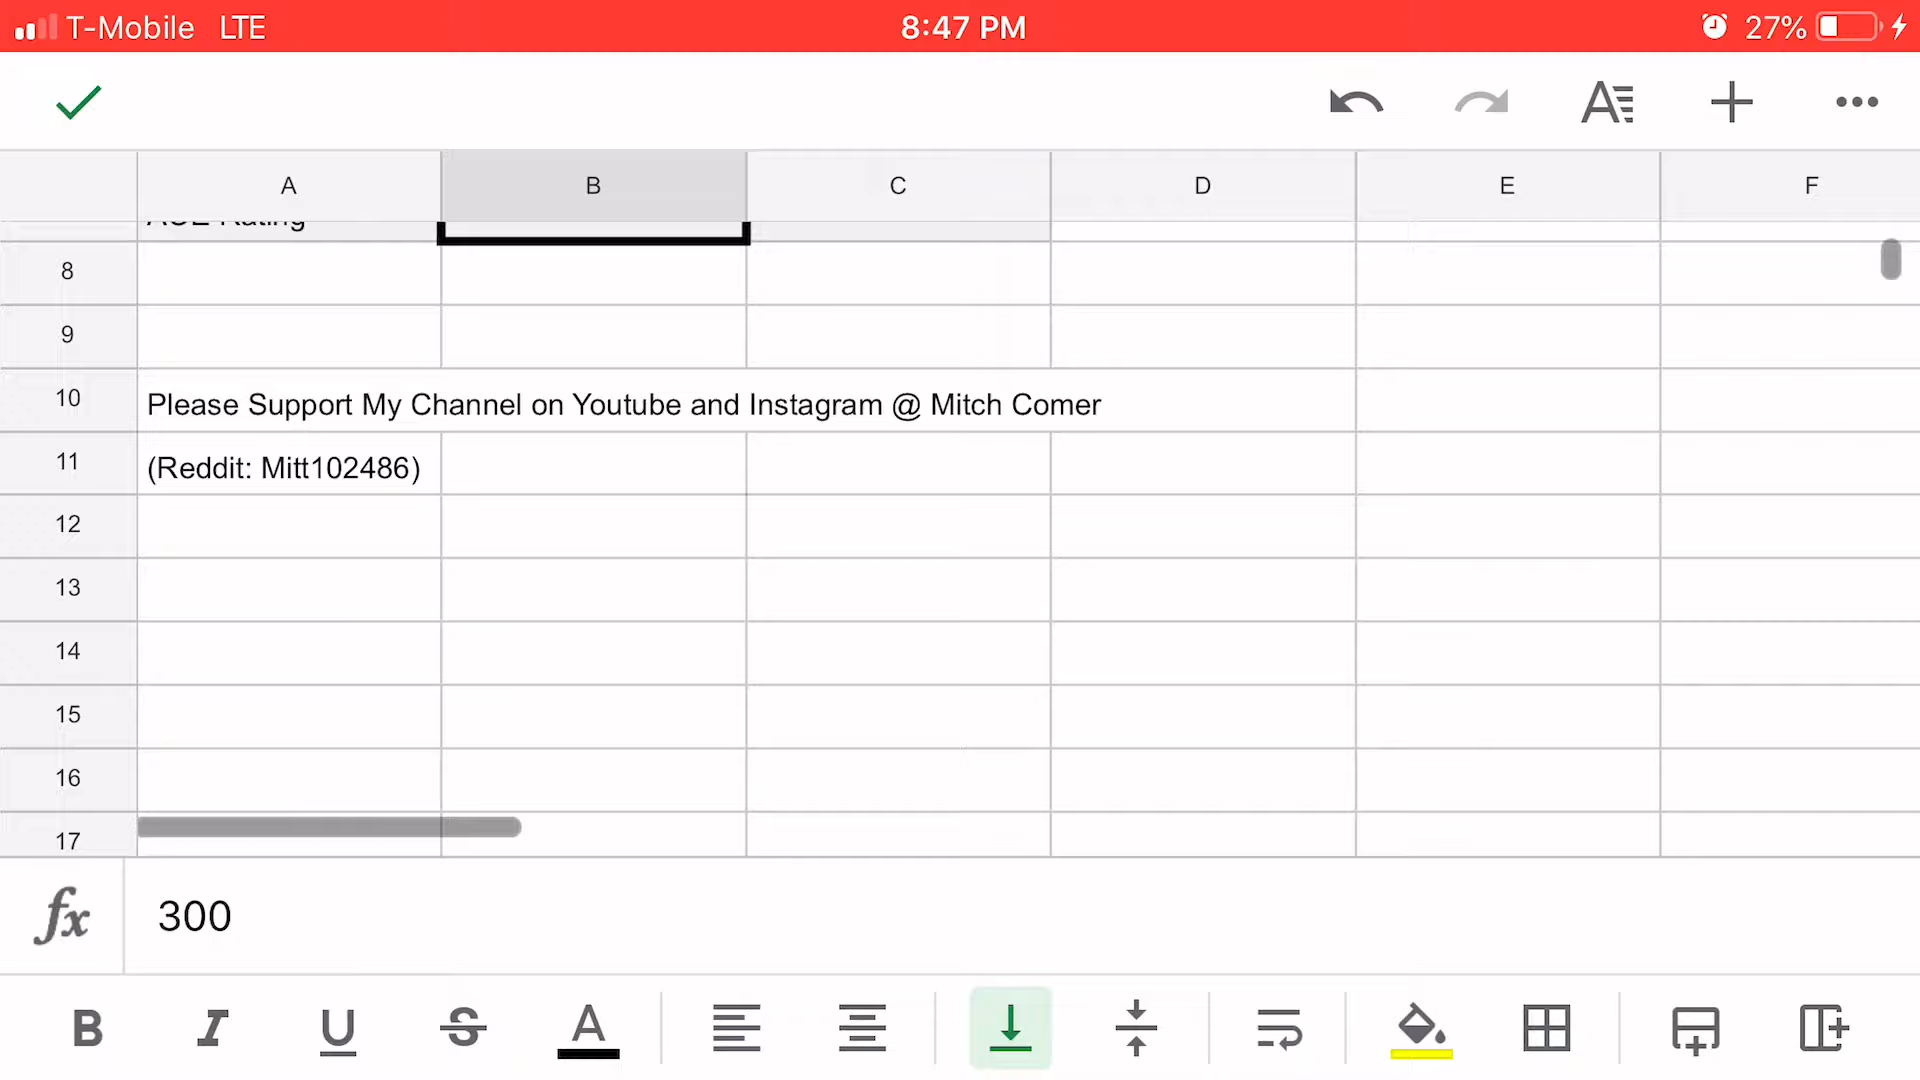 T-Mobile LTE 8:47 PM 27%
A B C D E F
Rating
8
9
10 Please Support My Channel on Youtube and Instagram @ Mitch Comer
11 (Reddit: Mitt102486)
12
13
14
15
16
17
fx 300
B I U S A